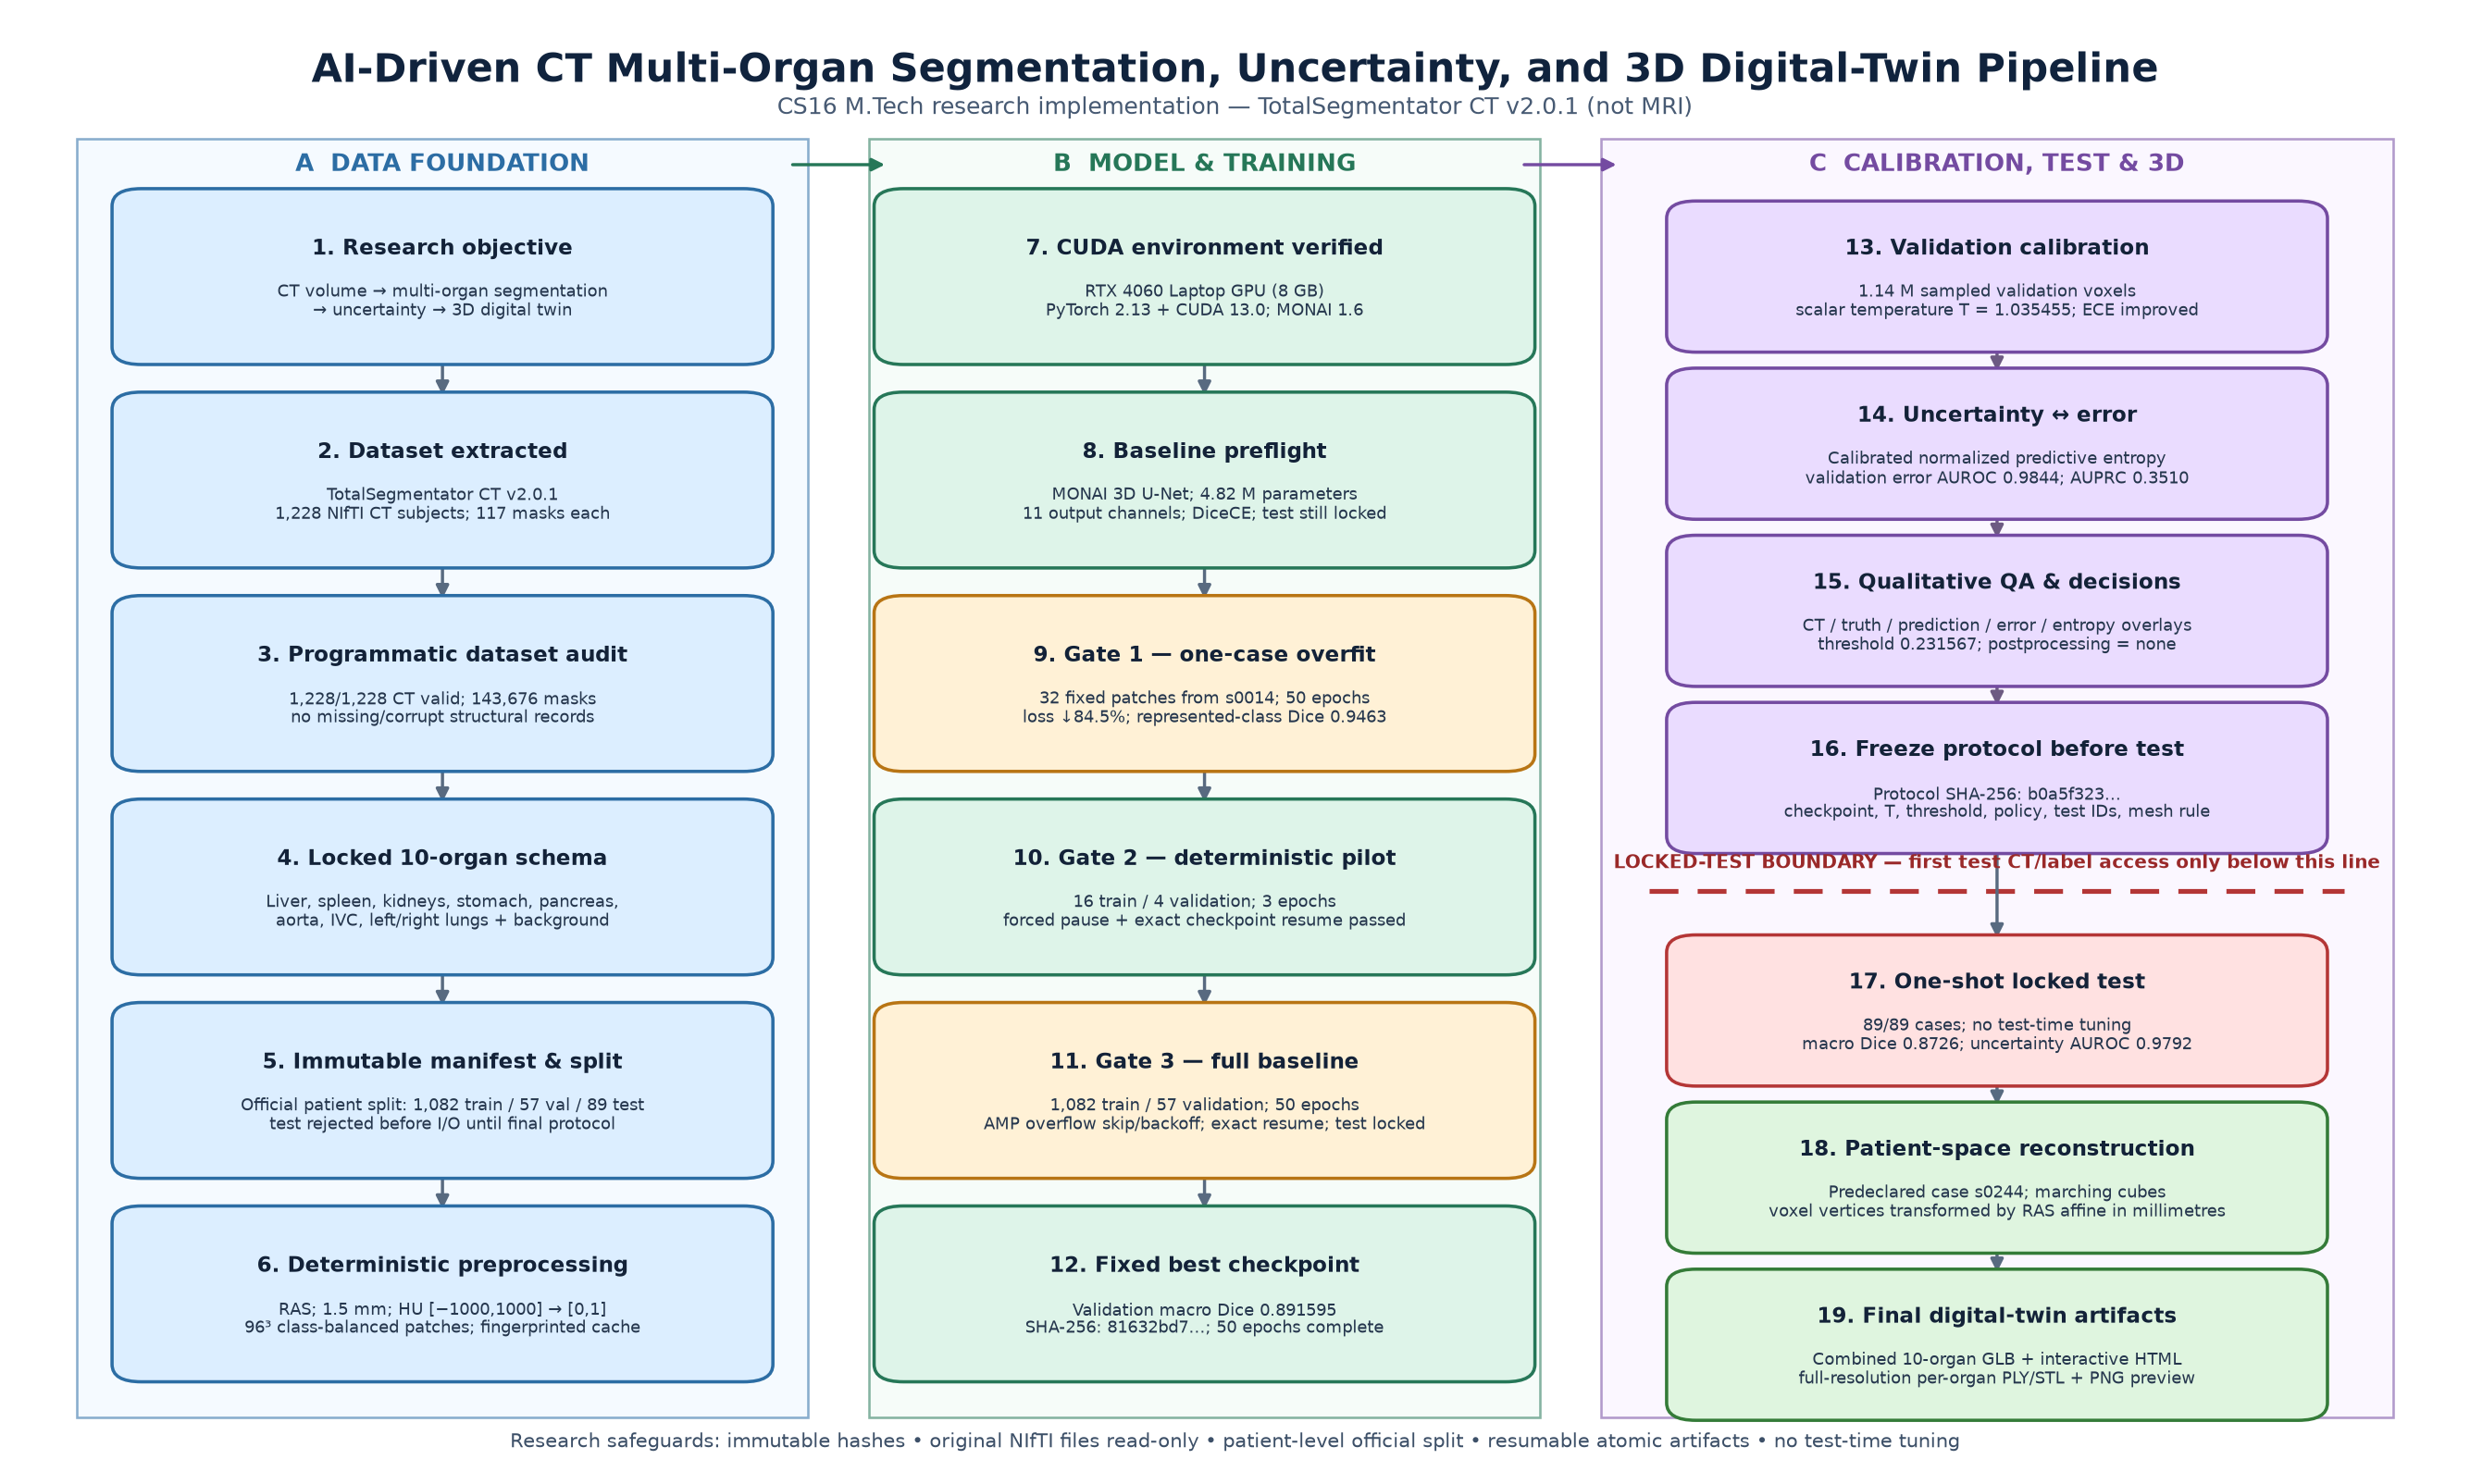 AI-Driven CT Multi-Organ Segmentation, Uncertainty, and 3D Digital-Twin Pipeline
CS16 M.Tech research implementation — TotalSegmentator CT v2.0.1 (not MRI)
A  DATA FOUNDATION
1. Research objective
CT volume → multi-organ segmentation
→ uncertainty → 3D digital twin
2. Dataset extracted
TotalSegmentator CT v2.0.1
1,228 NIfTI CT subjects; 117 masks each
3. Programmatic dataset audit
1,228/1,228 CT valid; 143,676 masks
no missing/corrupt structural records
4. Locked 10-organ schema
Liver, spleen, kidneys, stomach, pancreas,
aorta, IVC, left/right lungs + background
5. Immutable manifest & split
Official patient split: 1,082 train / 57 val / 89 test
test rejected before I/O until final protocol
6. Deterministic preprocessing
RAS; 1.5 mm; HU [−1000,1000] → [0,1]
96³ class-balanced patches; fingerprinted cache
B  MODEL & TRAINING
7. CUDA environment verified
RTX 4060 Laptop GPU (8 GB)
PyTorch 2.13 + CUDA 13.0; MONAI 1.6
8. Baseline preflight
MONAI 3D U-Net; 4.82 M parameters
11 output channels; DiceCE; test still locked
9. Gate 1 — one-case overfit
32 fixed patches from s0014; 50 epochs
loss ↓84.5%; represented-class Dice 0.9463
10. Gate 2 — deterministic pilot
16 train / 4 validation; 3 epochs
forced pause + exact checkpoint resume passed
11. Gate 3 — full baseline
1,082 train / 57 validation; 50 epochs
AMP overflow skip/backoff; exact resume; test locked
12. Fixed best checkpoint
Validation macro Dice 0.891595
SHA-256: 81632bd7...; 50 epochs complete
C  CALIBRATION, TEST & 3D
13. Validation calibration
1.14 M sampled validation voxels
scalar temperature T = 1.035455; ECE improved
14. Uncertainty ↔ error
Calibrated normalized predictive entropy
validation error AUROC 0.9844; AUPRC 0.3510
15. Qualitative QA & decisions
CT / truth / prediction / error / entropy overlays
threshold 0.231567; postprocessing = none
16. Freeze protocol before test
Protocol SHA-256: b0a5f323...
checkpoint, T, threshold, policy, test IDs, mesh rule
LOCKED-TEST BOUNDARY — first test CT/label access only below this line
17. One-shot locked test
89/89 cases; no test-time tuning
macro Dice 0.8726; uncertainty AUROC 0.9792
18. Patient-space reconstruction
Predeclared case s0244; marching cubes
voxel vertices transformed by RAS affine in millimetres
19. Final digital-twin artifacts
Combined 10-organ GLB + interactive HTML
full-resolution per-organ PLY/STL + PNG preview
Research safeguards: immutable hashes • original NIfTI files read-only • patient-level official split • resumable atomic artifacts • no test-time tuning